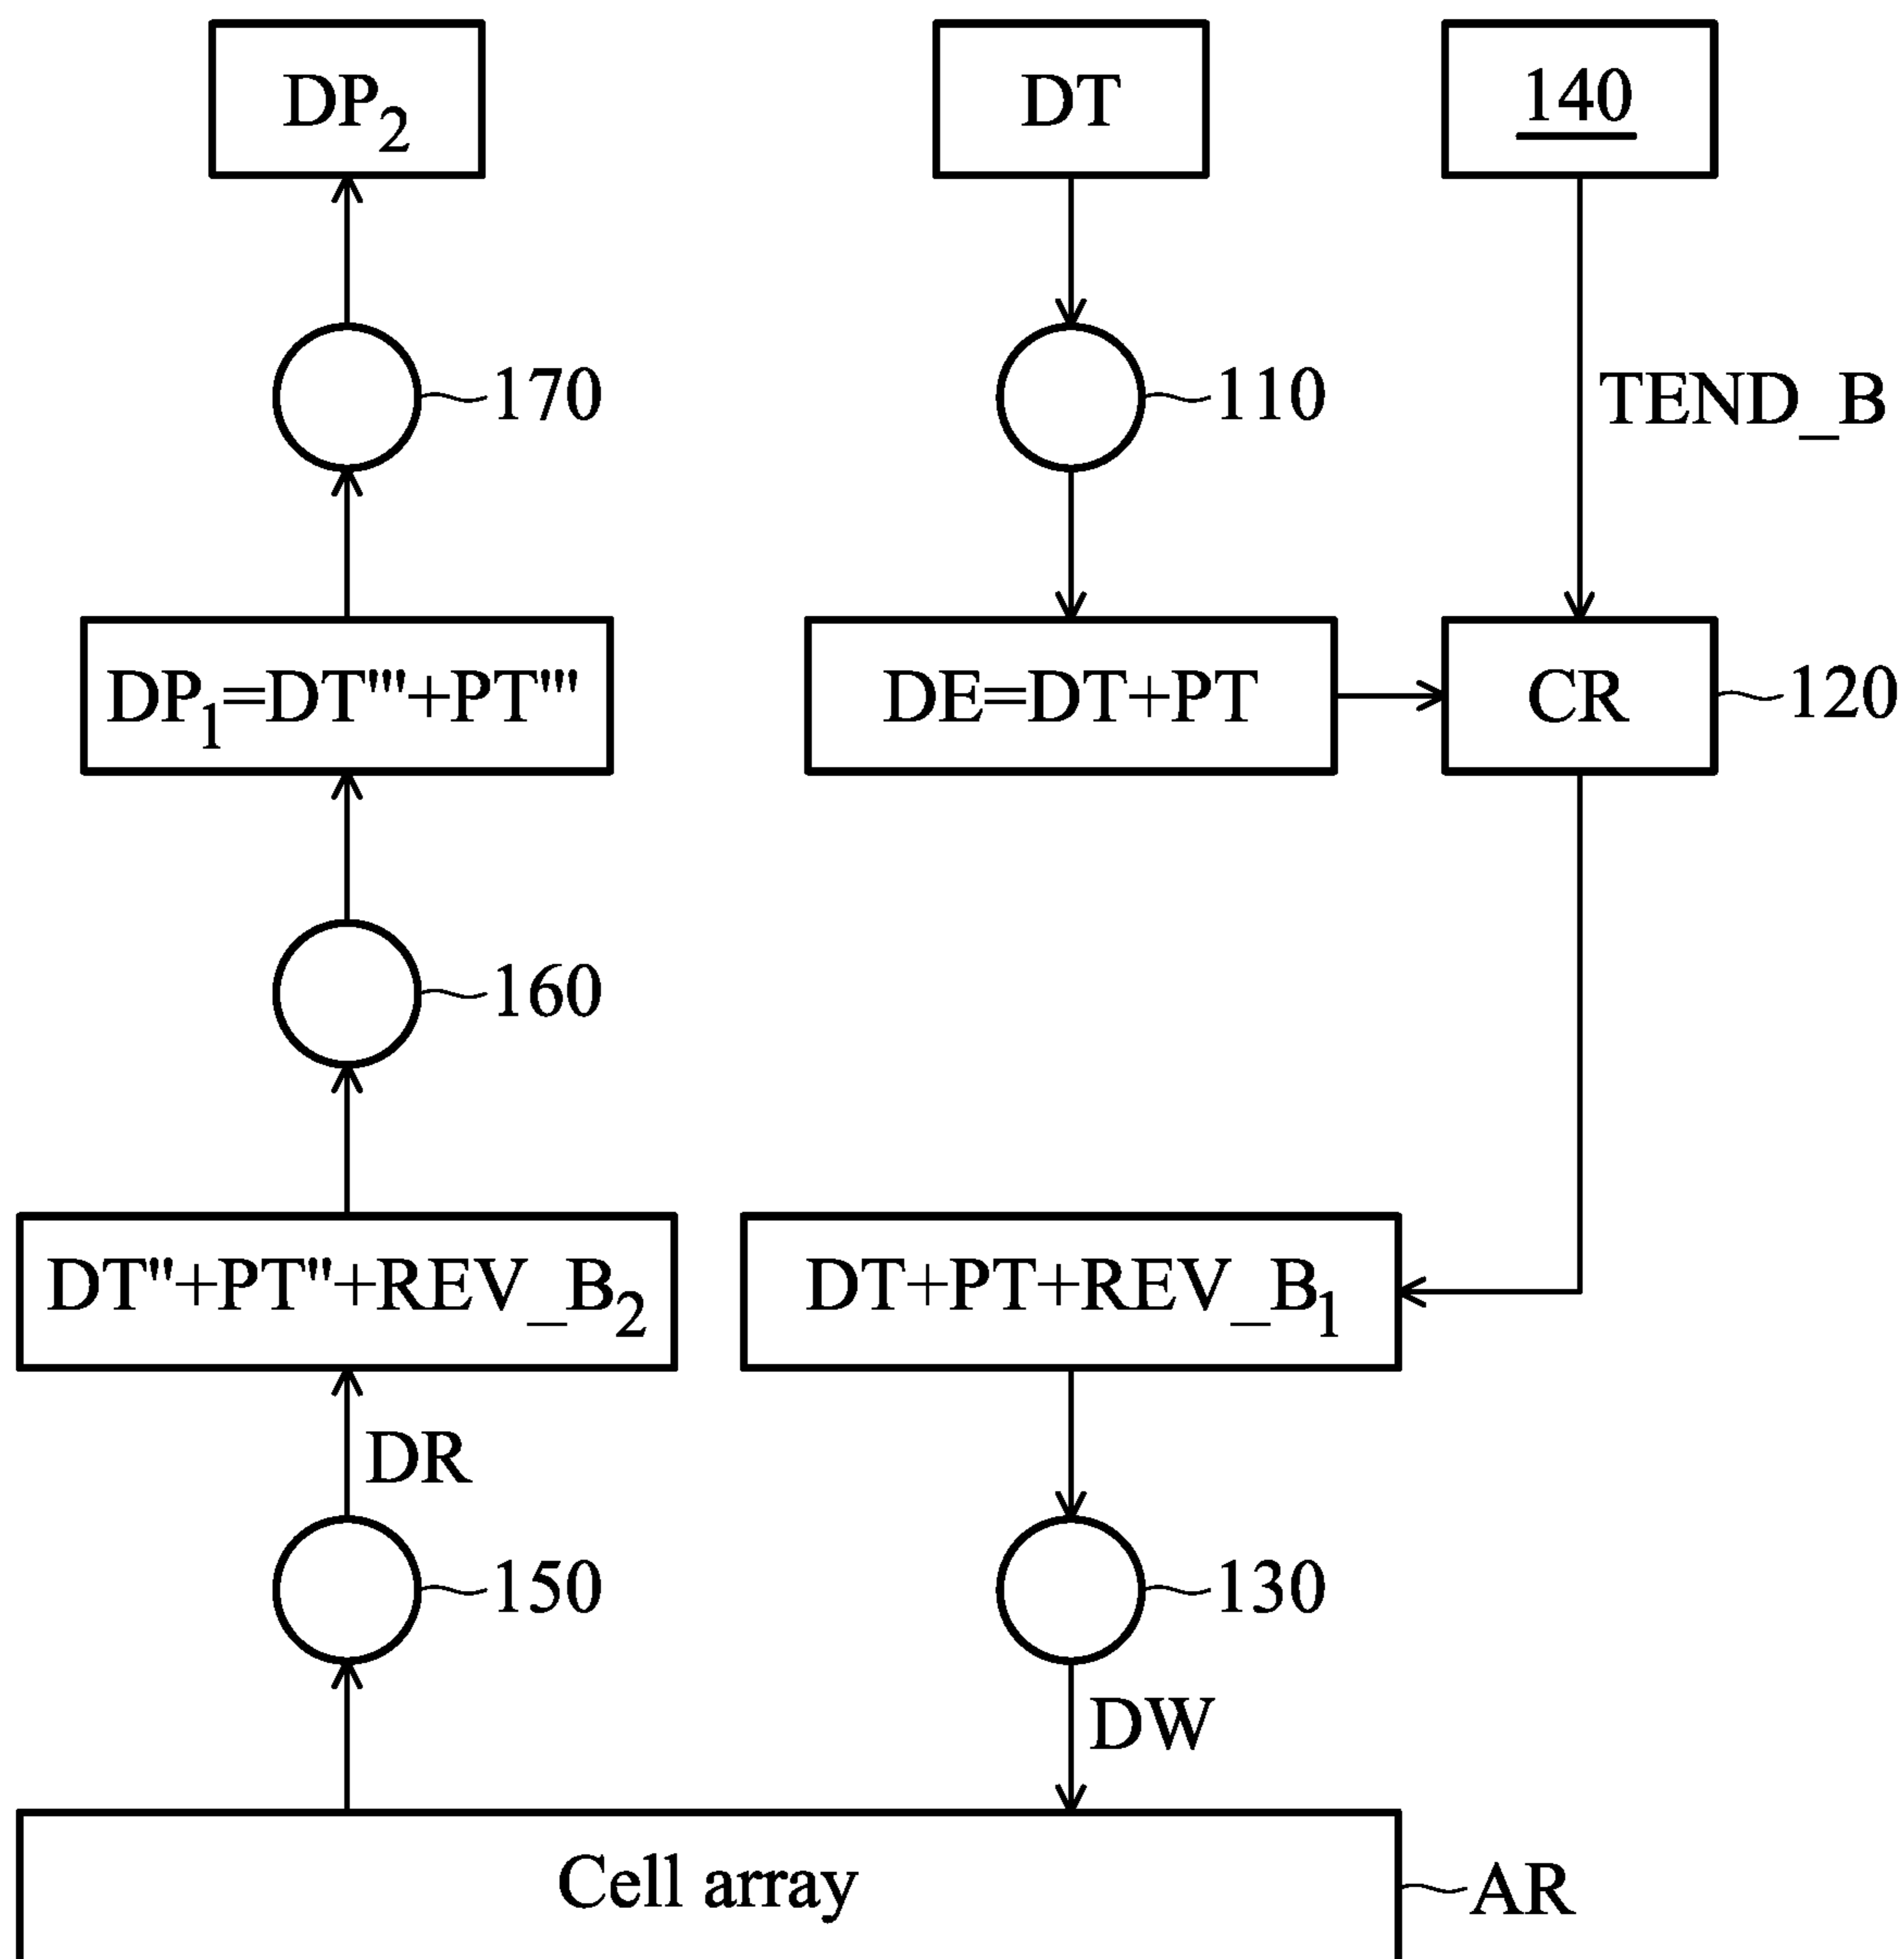 DP2
DT
140
170
110
TEND_B
DP1=DT'''+PT'''
DE=DT+PT
CR
120
160
DT''+PT''+REV_B2
DT+PT+REV_B1
DR
150
130
DW
Cell array
AR